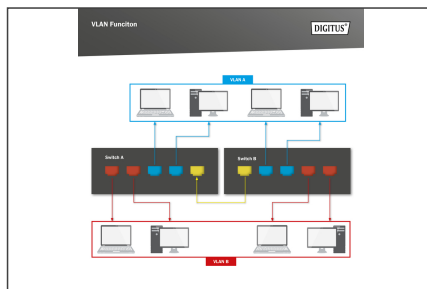 VLAN Funciton
DIGITUS®
VLAN A
Switch A
Switch B
VLAN B